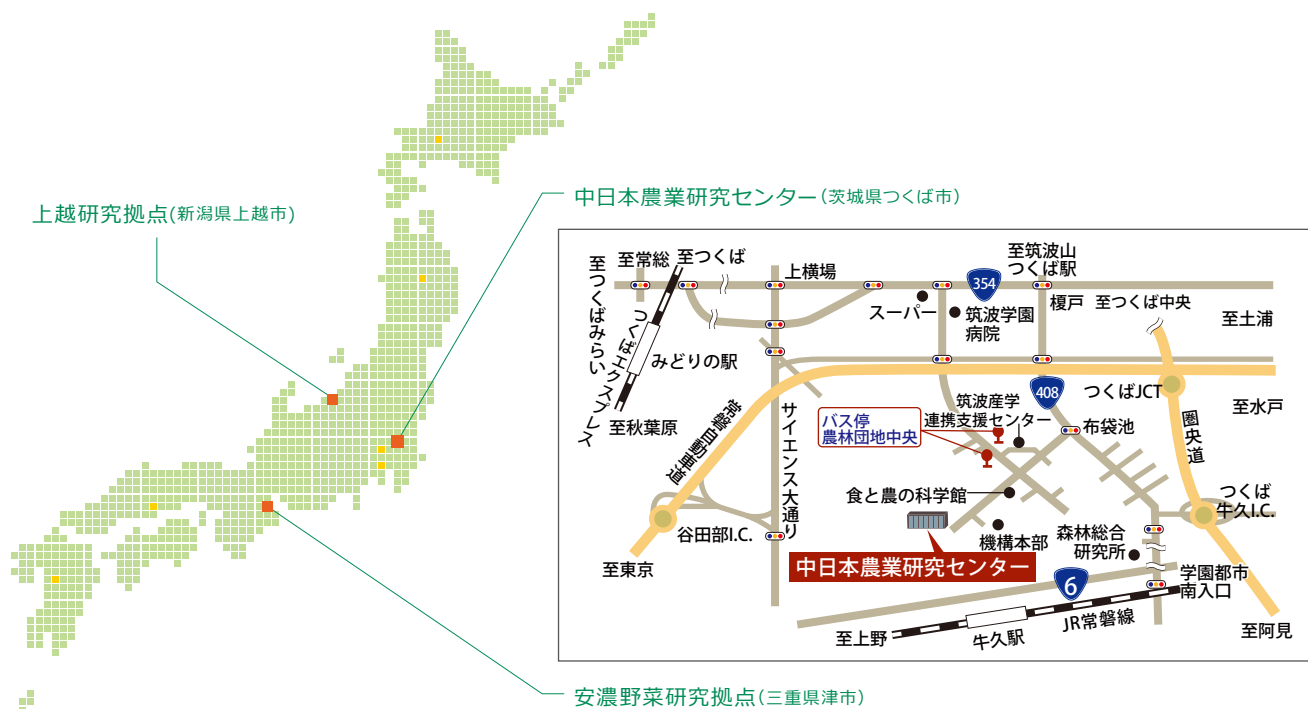 上越研究拠点(新潟県上越市)
中日本農業研究センター(茨城県つくば市)
至つくばみらい
至常総
至つくば
上横場
至筑波山
つくば駅
354
榎戸
至つくば中央
至土浦
スーパー
筑波学園
病院
つくばエクスプレス
みどりの駅
至秋葉原
常磐自動車道
サイエンス大通り
バス停
農林団地中央
筑波産学
連携支援センター
408
つくばJCT
布袋池
圏央道
至水戸
食と農の科学館
つくば
牛久I.C.
谷田部I.C.
機構本部
森林総合
研究所
至東京
中日本農業研究センター
6
学園都市
南入口
至上野
牛久駅
JR常磐線
至阿見
安濃野菜研究拠点(三重県津市)